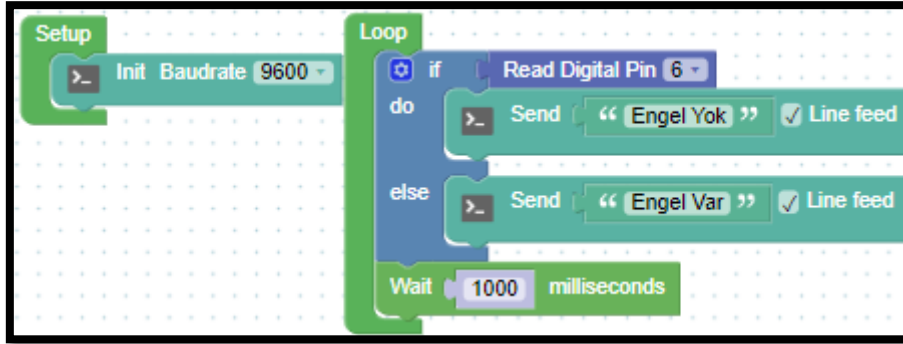 Setup
>_ Init Baudrate 9600
Loop
if Read Digital Pin 6
do >_ Send “ Engel Yok ” Line feed
else >_ Send “ Engel Var ” Line feed
Wait 1000 milliseconds